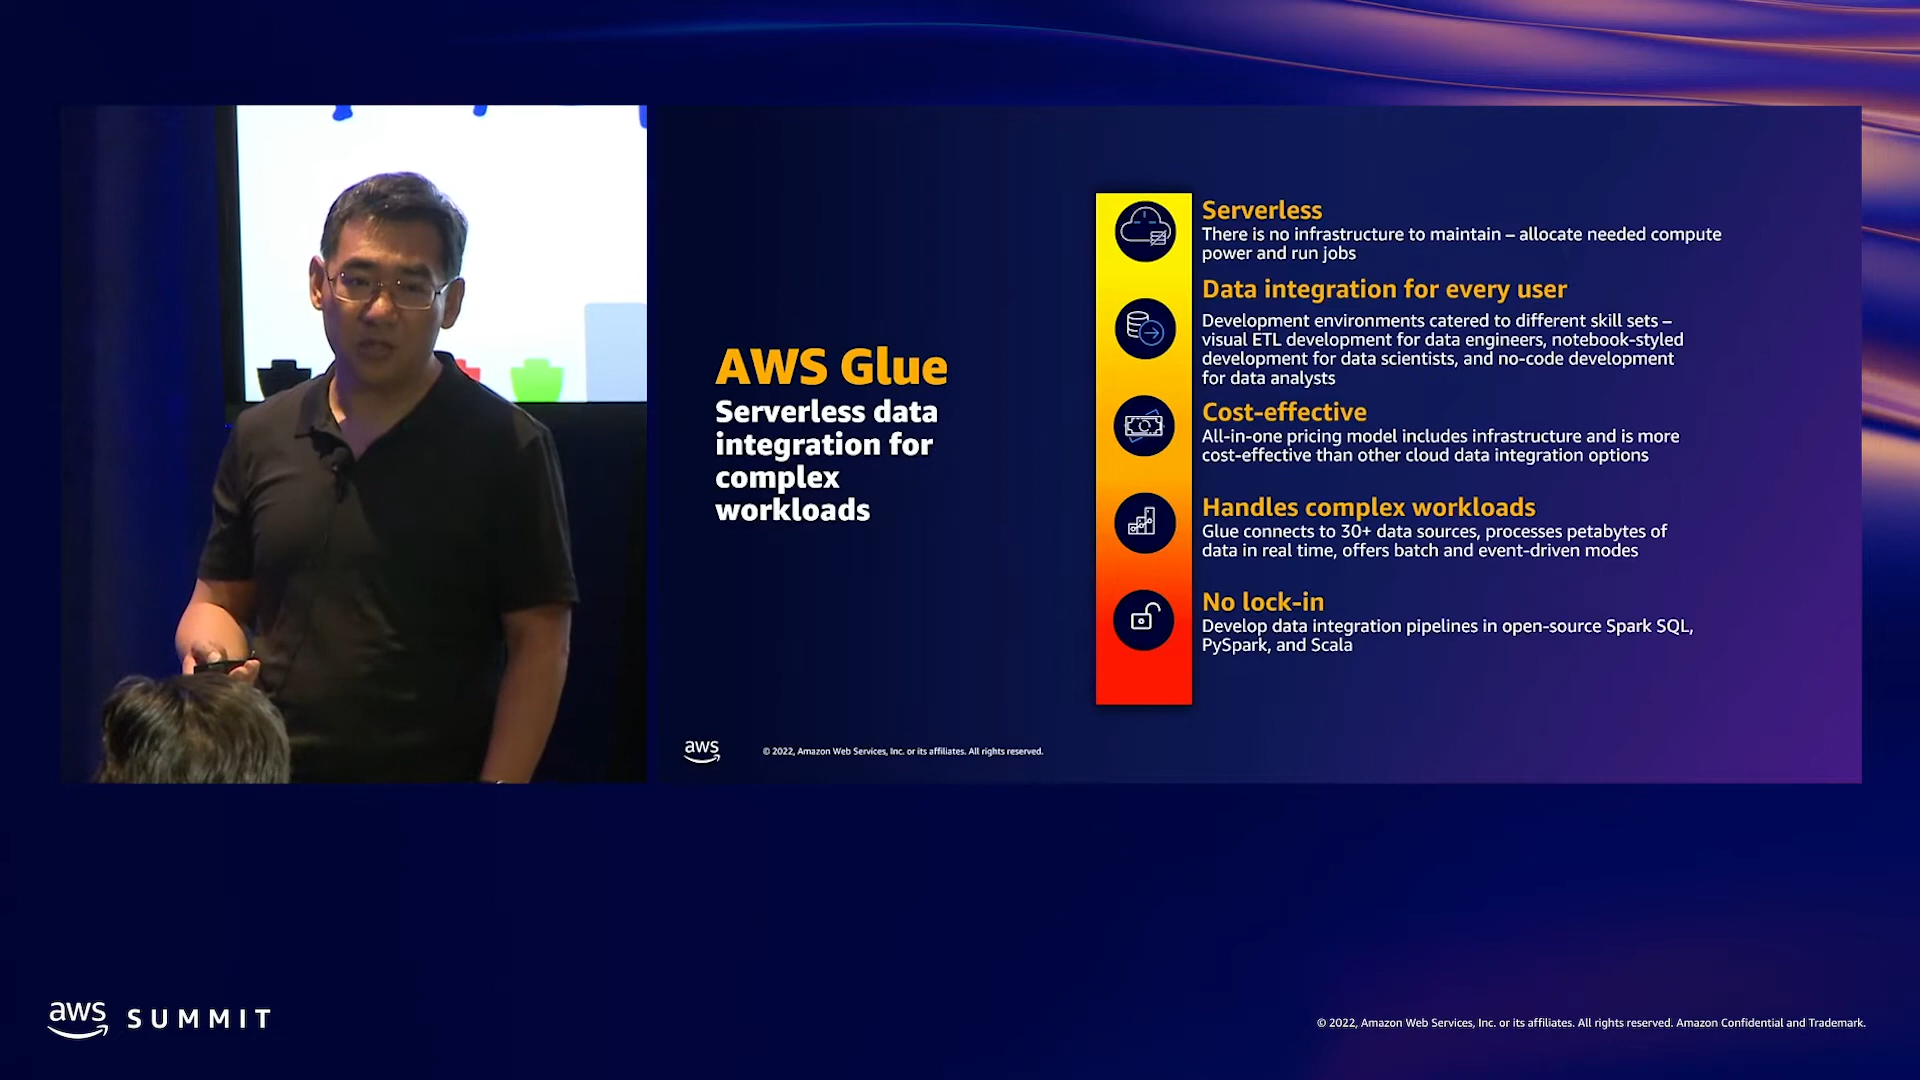 AWS Glue
Serverless data
integration for
complex
workloads
Serverless
There is no infrastructure to maintain – allocate needed compute
power and run jobs
Data integration for every user
Development environments catered to different skill sets –
visual ETL development for data engineers, notebook-styled
development for data scientists, and no-code development
for data analysts
Cost-effective
All-in-one pricing model includes infrastructure and is more
cost-effective than other cloud data integration options
Handles complex workloads
Glue connects to 30+ data sources, processes petabytes of
data in real time, offers batch and event-driven modes
No lock-in
Develop data integration pipelines in open-source Spark SQL,
PySpark, and Scala
aws
© 2022, Amazon Web Services, Inc. or its affiliates. All rights reserved.
aws SUMMIT
© 2022, Amazon Web Services, Inc. or its affiliates. All rights reserved. Amazon Confidential and Trademark.